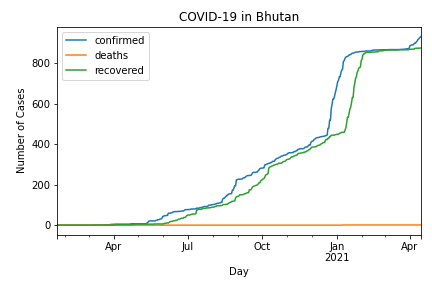 COVID-19 in Bhutan
confirmed
deaths
recovered
Number of Cases
800
600
400
200
0
Apr
Jul
Oct
Jan
2021
Apr
Day